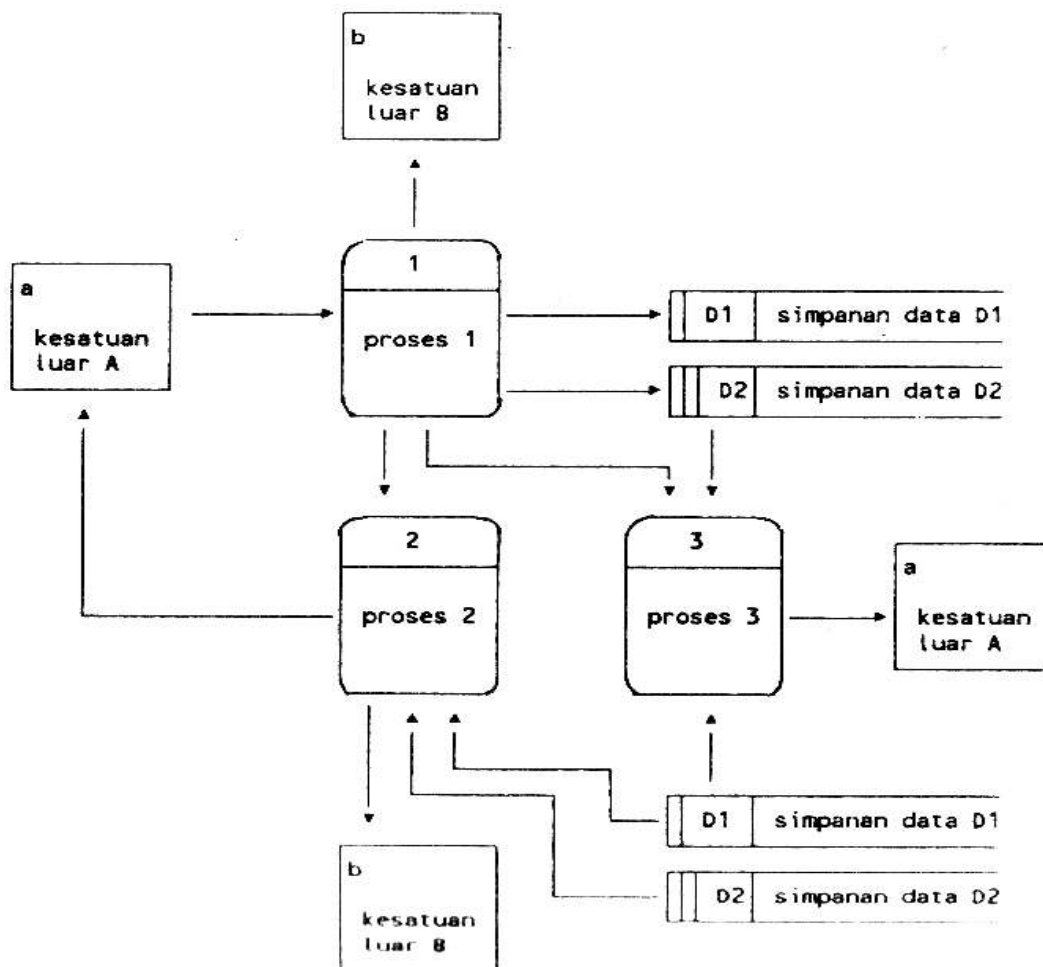 b
kesatuan
luar B
1
proses 1
a
kesatuan
luar A
D1 simpanan data D1
D2 simpanan data D2
2
proses 2
3
proses 3
a
kesatuan
luar A
D1 simpanan data D1
D2 simpanan data D2
b
kesatuan
luar B